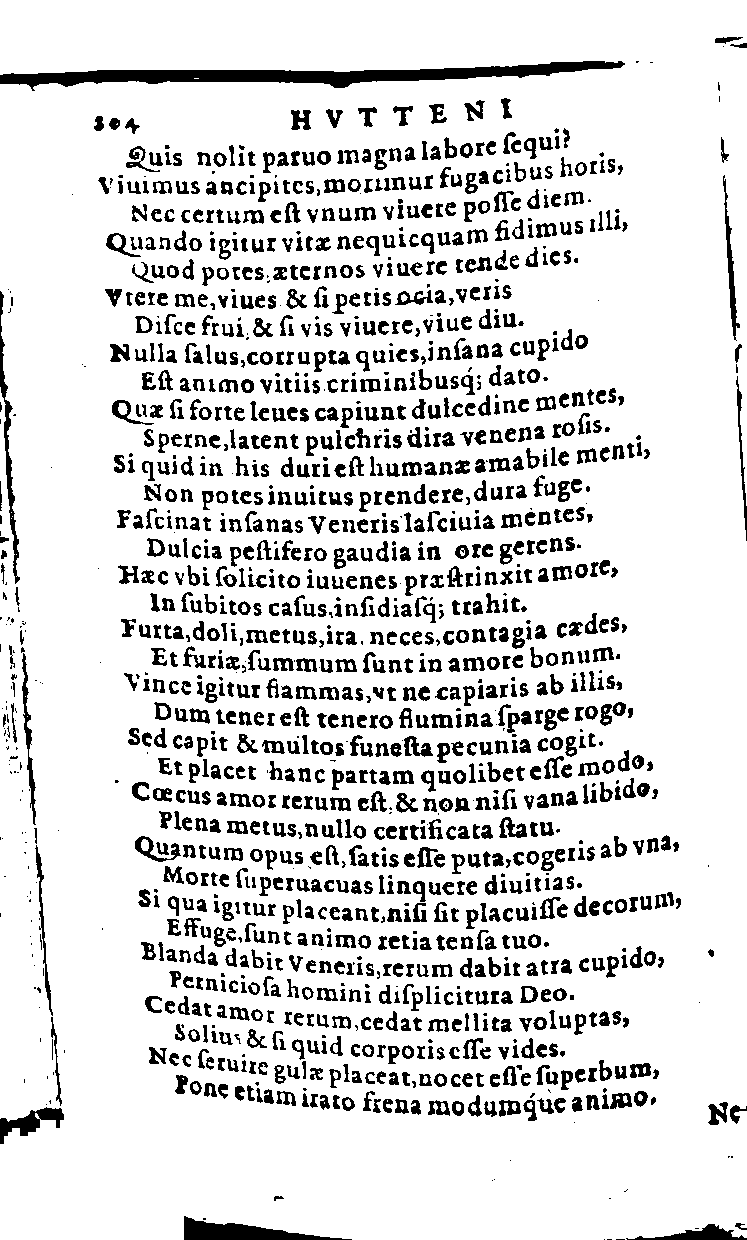 304 HVTTENI
Quis nolit paruo magna labore ſequi?
Viuimus ancipites, morimur fugacibus horis,
Nec certum eſt vnum viuere poſſe diem.
Quando igitur vitæ nequicquam fidimus illi,
Quod potes, æternos viuere tende dies.
Vtere me, viues & ſi petis ocia, veris
Diſce frui, & ſi vis viuere, viue diu.
Nulla ſalus, corrupta quies, inſana cupido
Eſt animo vitiis criminibusq́; dato.
Quæ ſi forte leues capiunt dulcedine mentes,
Sperne, latent pulchris dira venena roſis.
Si quid in his duri eſt humanæ amabile menti,
Non potes inuitus prendere, dura fuge.
Faſcinat inſanas Veneris laſciuia mentes,
Dulcia peſtifero gaudia in ore gerens.
Hæc vbi ſolicito iuuenes præſtrinxit amore,
In ſubitos caſus, inſidiaſq́; trahit.
Furta, doli, metus, ira, neces, contagia cædes,
Et furiæ, ſummum ſunt in amore bonum.
Vince igitur flammas, vt ne capiaris ab illis,
Dum tener eſt tenero flumina ſparge rogo,
Sed capit & multos funeſta pecunia cogit.
Et placet hanc partam quolibet eſſe modo,
Cœcus amor rerum eſt, & non niſi vana libido,
Plena metus, nullo certificata ſtatu.
Quantum opus eſt, ſatis eſſe puta, cogeris ab vna,
Morte ſuperuacuas linquere diuitias.
Si qua igitur placeant, niſi ſit placuiſſe decorum,
Effuge, ſunt animo retia tenſa tuo.
Blanda dabit Veneris, rerum dabit atra cupido,
Pernicioſa homini diſplicitura Deo.
Cedat amor rerum, cedat mellita voluptas,
Solius & ſi quid corporis eſſe vides.
Nec ſeruire gulæ placeat, nocet eſſe ſuperbum,
Pone etiam irato frena modumq́ue animo.
Ne